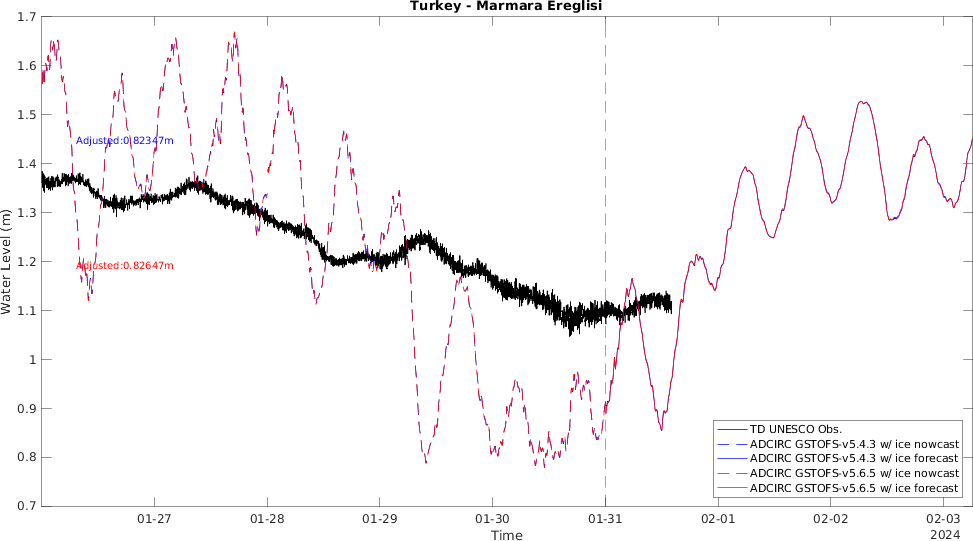 Turkey - Marmara Ereglisi
1.7
1.6
1.5
1.4
1.3
1.2
1.1
1
0.9
0.8
0.7
Water Level (m)
Adjusted:0.82347m
Adjusted:0.82647m
TD UNESCO Obs.
ADCIRC GSTOFS-v5.4.3 w/ ice nowcast
ADCIRC GSTOFS-v5.4.3 w/ ice forecast
ADCIRC GSTOFS-v5.6.5 w/ ice nowcast
ADCIRC GSTOFS-v5.6.5 w/ ice forecast
01-27 01-28 01-29 01-30 01-31 02-01 02-02 02-03
Time
2024